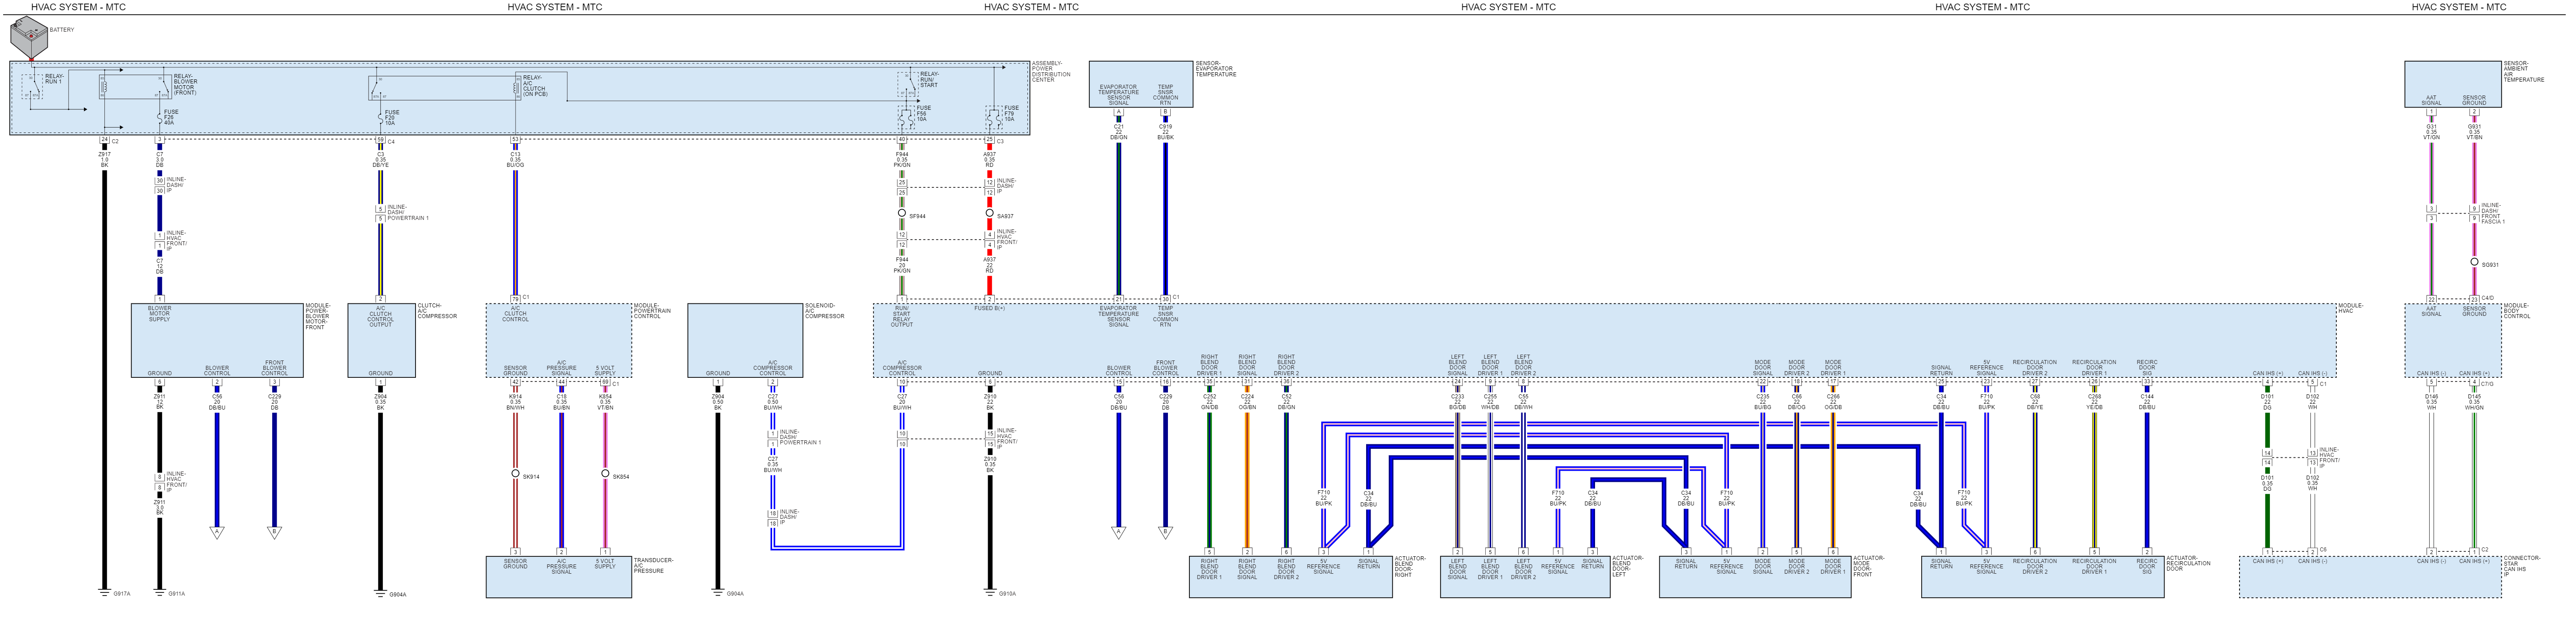 HVAC SYSTEM - MTC
HVAC SYSTEM - MTC
HVAC SYSTEM - MTC
HVAC SYSTEM - MTC
HVAC SYSTEM - MTC
HVAC SYSTEM - MTC
BATTERY
RELAY-
RUN 1
RELAY-
BLOWER
MOTOR
(FRONT)
FUSE
F26
40A
FUSE
F20
10A
RELAY-
A/C
CLUTCH
(ON PCB)
RELAY-
RUN/
START
FUSE
F56
10A
FUSE
F79
10A
ASSEMBLY-
POWER
DISTRIBUTION
CENTER
EVAPORATOR
TEMPERATURE
SENSOR
SIGNAL
TEMP
SNSR
COMMON
RTN
SENSOR-
EVAPORATOR
TEMPERATURE
AAT
SIGNAL
SENSOR
GROUND
SENSOR-
AMBIENT
AIR
TEMPERATURE
24
C2
3
59
C4
53
49
25
C3
A
B
1
2
Z917
1.0
BK
C7
3.0
DB
C3
0.35
DB/YE
C13
0.35
BU/OG
F944
0.35
PK/GN
A937
0.35
RD
C21
22
DB/GN
C919
22
BU/BK
G31
0.35
VT/GN
G931
0.35
VT/BN
30
30
INLINE-
DASH/
IP
5
5
INLINE-
DASH/
POWERTRAIN 1
25
25
12
12
INLINE-
DASH/
IP
SF944
SA937
3
3
9
9
INLINE-
DASH/
FRONT
FASCIA 1
1
1
INLINE-
HVAC
FRONT/
IP
12
12
4
4
INLINE-
HVAC
FRONT/
IP
C7
12
DB
F944
20
PK/GN
A937
22
RD
SG931
1
2
79
C1
1
2
21
30
C1
22
23
C4/D
BLOWER
MOTOR
SUPPLY
GROUND
BLOWER
CONTROL
FRONT
BLOWER
CONTROL
MODULE-
POWER-
BLOWER
MOTOR-
FRONT
A/C
CLUTCH
CONTROL
OUTPUT
GROUND
CLUTCH-
A/C
COMPRESSOR
A/C
CLUTCH
CONTROL
SENSOR
GROUND
A/C
PRESSURE
SIGNAL
5 VOLT
SUPPLY
MODULE-
POWERTRAIN
CONTROL
GROUND
A/C
COMPRESSOR
CONTROL
SOLENOID-
A/C
COMPRESSOR
RUN/
START
RELAY
OUTPUT
FUSED B(+)
EVAPORATOR
TEMPERATURE
SENSOR
SIGNAL
TEMP
SNSR
COMMON
RTN
A/C
COMPRESSOR
CONTROL
GROUND
BLOWER
CONTROL
FRONT
BLOWER
CONTROL
RIGHT
BLEND
DOOR
DRIVER 1
RIGHT
BLEND
DOOR
SIGNAL
RIGHT
BLEND
DOOR
DRIVER 2
LEFT
BLEND
DOOR
SIGNAL
LEFT
BLEND
DOOR
DRIVER 1
LEFT
BLEND
DOOR
DRIVER 2
MODE
DOOR
SIGNAL
MODE
DOOR
DRIVER 2
MODE
DOOR
DRIVER 1
SIGNAL
RETURN
5V
REFERENCE
SIGNAL
RECIRCULATION
DOOR
DRIVER 2
RECIRCULATION
DOOR
DRIVER 1
RECIRC
DOOR
SIG
CAN IHS (+)
CAN IHS (-)
MODULE-
HVAC
AAT
SIGNAL
SENSOR
GROUND
CAN IHS (-)
CAN IHS (+)
MODULE-
BODY
CONTROL
6
2
3
1
42
44
69
C1
1
2
10
5
15
16
22
25
23
27
26
33
4
5
C1
5
4
C7/G
Z911
12
BK
C56
20
DB/BU
C229
20
DB
Z904
0.35
BK
K914
0.35
BN/WH
C18
0.35
BU/BN
K854
0.35
VT/BN
Z904
0.50
BK
C27
0.50
BU/WH
C27
20
BU/WH
Z910
22
BK
C56
20
DB/BU
C229
20
DB
C252
22
GN/DB
C224
22
OG/BN
C52
22
DB/GN
C233
22
BG/DB
C255
22
WH/DB
C55
22
DB/WH
C235
22
BU/BG
C66
22
DB/OG
C266
22
OG/DB
C34
22
DB/BU
F710
22
BU/PK
C68
22
DB/YE
C268
22
YE/DB
C144
22
DB/BU
D101
22
DG
D102
22
WH
D146
0.35
WH
D145
0.35
WH/GN
1
1
INLINE-
DASH/
POWERTRAIN 1
10
10
15
15
INLINE-
HVAC
FRONT/
IP
14
14
13
13
INLINE-
HVAC
FRONT/
IP
C27
0.35
BU/WH
Z910
0.35
BK
8
8
INLINE-
HVAC
FRONT/
IP
Z911
3.0
BK
SK914
SK854
18
18
INLINE-
DASH/
IP
F710
22
BU/PK
C34
22
DB/BU
F710
22
BU/PK
C34
22
DB/BU
C34
22
DB/BU
F710
22
BU/PK
C34
22
DB/BU
F710
22
BU/PK
D101
0.35
DG
D102
0.35
WH
A
B
A
B
3
2
1
5
2
6
3
1
2
5
6
1
3
3
1
2
5
6
1
3
6
5
2
1
2
C6
2
1
C2
SENSOR
GROUND
A/C
PRESSURE
SIGNAL
5 VOLT
SUPPLY
TRANSDUCER-
A/C
PRESSURE
RIGHT
BLEND
DOOR
DRIVER 1
RIGHT
BLEND
DOOR
SIGNAL
RIGHT
BLEND
DOOR
DRIVER 2
5V
REFERENCE
SIGNAL
SIGNAL
RETURN
ACTUATOR-
BLEND
DOOR-
RIGHT
LEFT
BLEND
DOOR
SIGNAL
LEFT
BLEND
DOOR
DRIVER 1
LEFT
BLEND
DOOR
DRIVER 2
5V
REFERENCE
SIGNAL
SIGNAL
RETURN
ACTUATOR-
BLEND
DOOR-
LEFT
SIGNAL
RETURN
5V
REFERENCE
SIGNAL
MODE
DOOR
SIGNAL
MODE
DOOR
DRIVER 2
MODE
DOOR
DRIVER 1
ACTUATOR-
MODE
DOOR-
FRONT
SIGNAL
RETURN
5V
REFERENCE
SIGNAL
RECIRCULATION
DOOR
DRIVER 2
RECIRCULATION
DOOR
DRIVER 1
RECIRC
DOOR
SIG
ACTUATOR-
RECIRCULATION
DOOR
CAN IHS (+)
CAN IHS (-)
CAN IHS (-)
CAN IHS (+)
CONNECTOR-
STAR
CAN IHS
IP
G917A
G911A
G904A
G904A
G910A